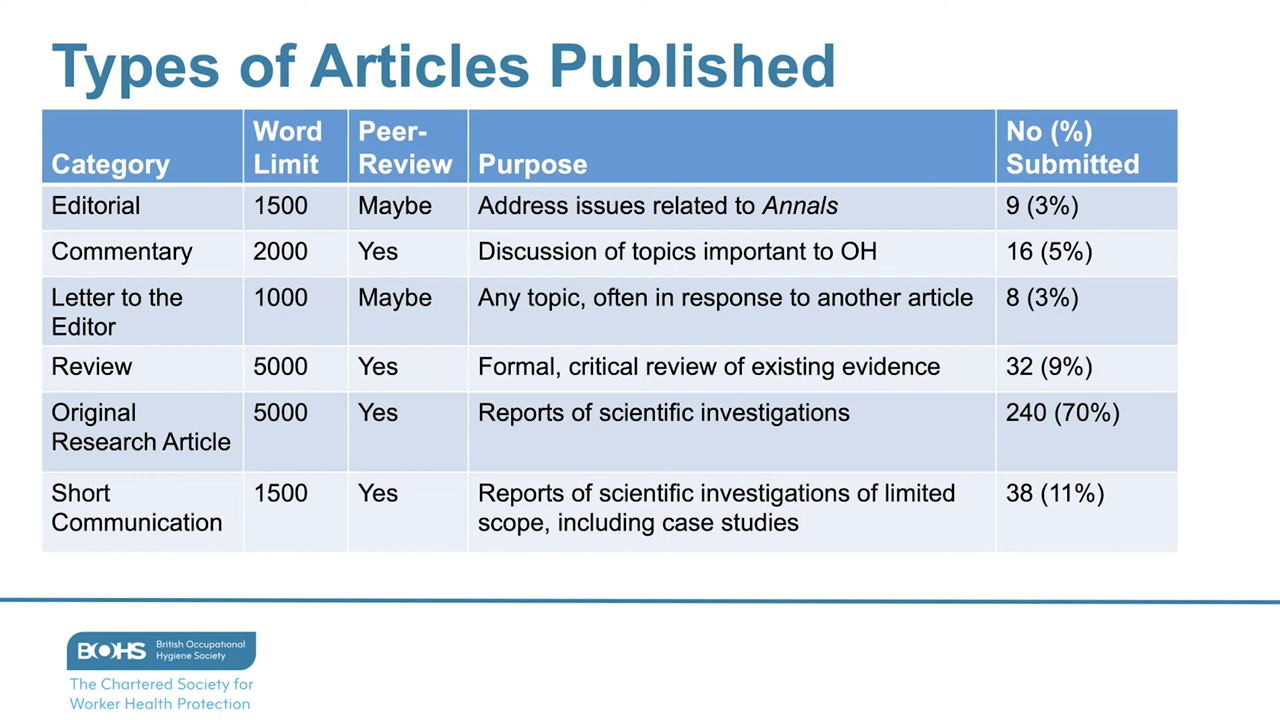 Types of Articles Published
Category
Word Limit
Peer-Review
Purpose
No (%) Submitted
Editorial
1500
Maybe
Address issues related to Annals
9 (3%)
Commentary
2000
Yes
Discussion of topics important to OH
16 (5%)
Letter to the
Editor
1000
Maybe
Any topic, often in response to another article
8 (3%)
Review
5000
Yes
Formal, critical review of existing evidence
32 (9%)
Original
Research Article
5000
Yes
Reports of scientific investigations
240 (70%)
Short
Communication
1500
Yes
Reports of scientific investigations of limited
scope, including case studies
38 (11%)
BOHS
British Occupational
Hygiene Society
The Chartered Society for
Worker Health Protection